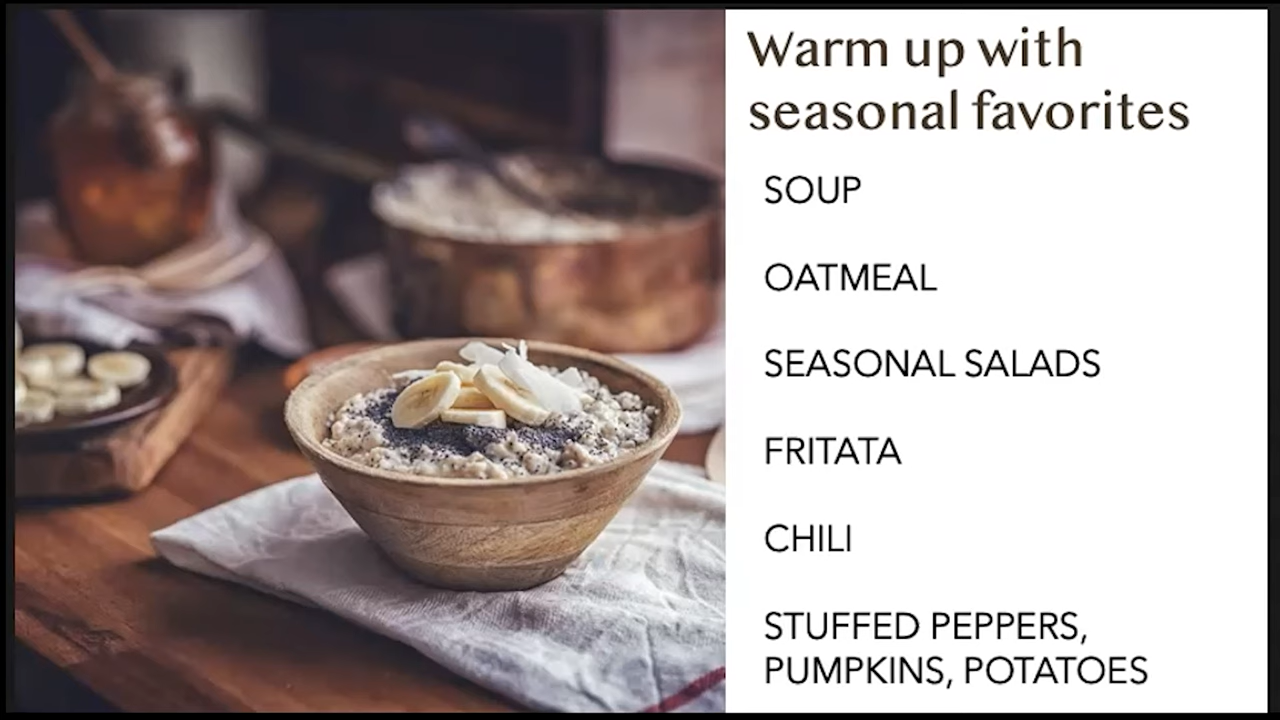 Warm up with
seasonal favorites
SOUP
OATMEAL
SEASONAL SALADS
FRITATA
CHILI
STUFFED PEPPERS,
PUMPKINS, POTATOES